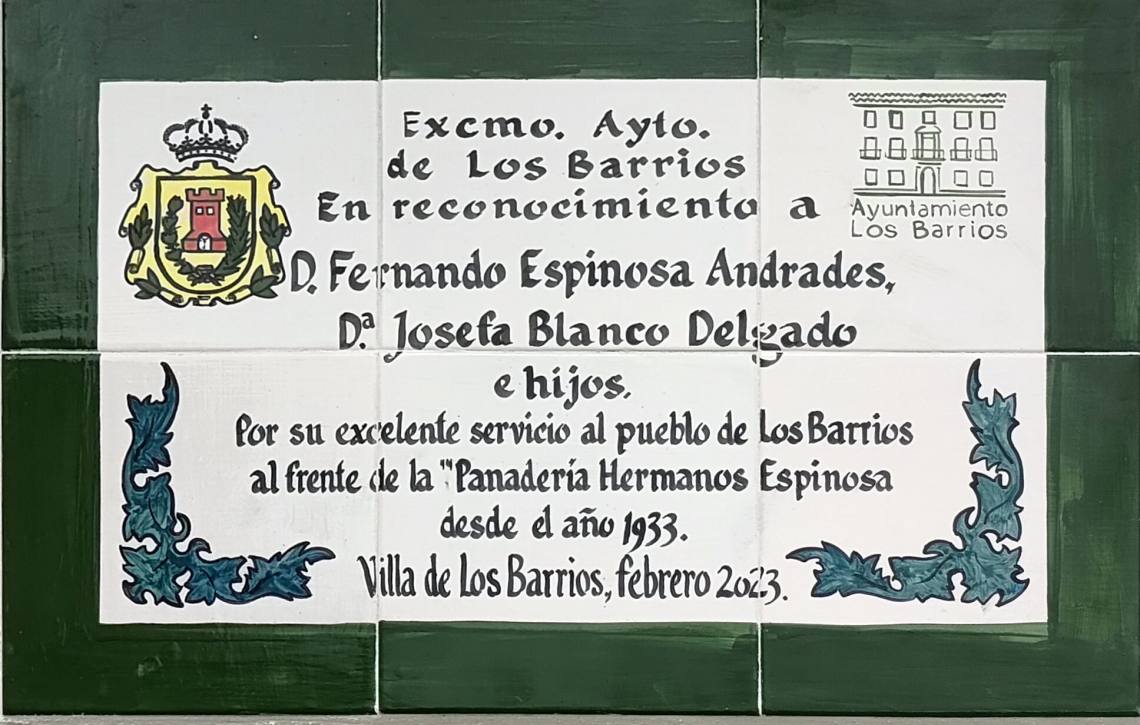 Excmo. Ayto.
de Los Barrios
En reconocimiento a
Ayuntamiento
Los Barrios
D. Fernando Espinosa Andrades,
D.ª Josefa Blanco Delgado
e hijos.
Por su excelente servicio al pueblo de Los Barrios
al frente de la "Panadería Hermanos Espinosa
desde el año 1933.
Villa de Los Barrios, febrero 2023.